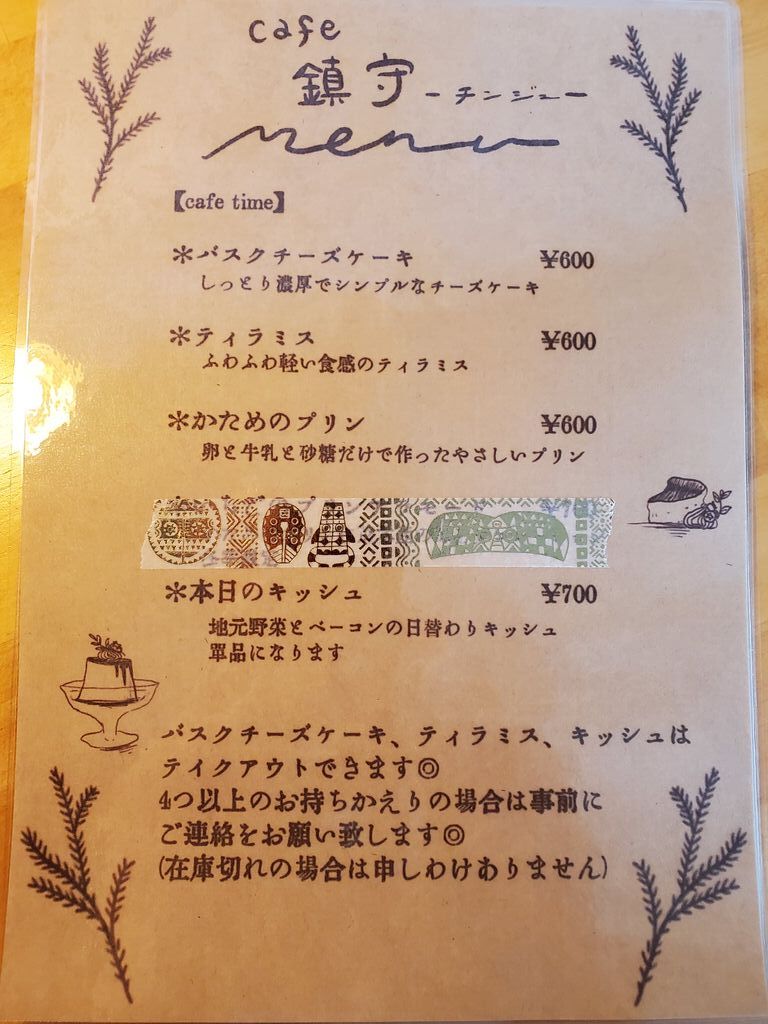 cafe
鎮守 ーチンジュー
menu
【cafe time】
＊バスクチーズケーキ ¥600
しっとり濃厚でシンプルなチーズケーキ
＊ティラミス ¥600
ふわふわ軽い食感のティラミス
＊かためのプリン ¥600
卵と牛乳と砂糖だけで作ったやさしいプリン
＊本日のキッシュ ¥700
地元野菜とベーコンの日替わりキッシュ
単品になります
バスクチーズケーキ、ティラミス、キッシュは
テイクアウトできます◎
4つ以上のお持ちかえりの場合は事前に
ご連絡をお願い致します◎
(在庫切れの場合は申しわけありません)